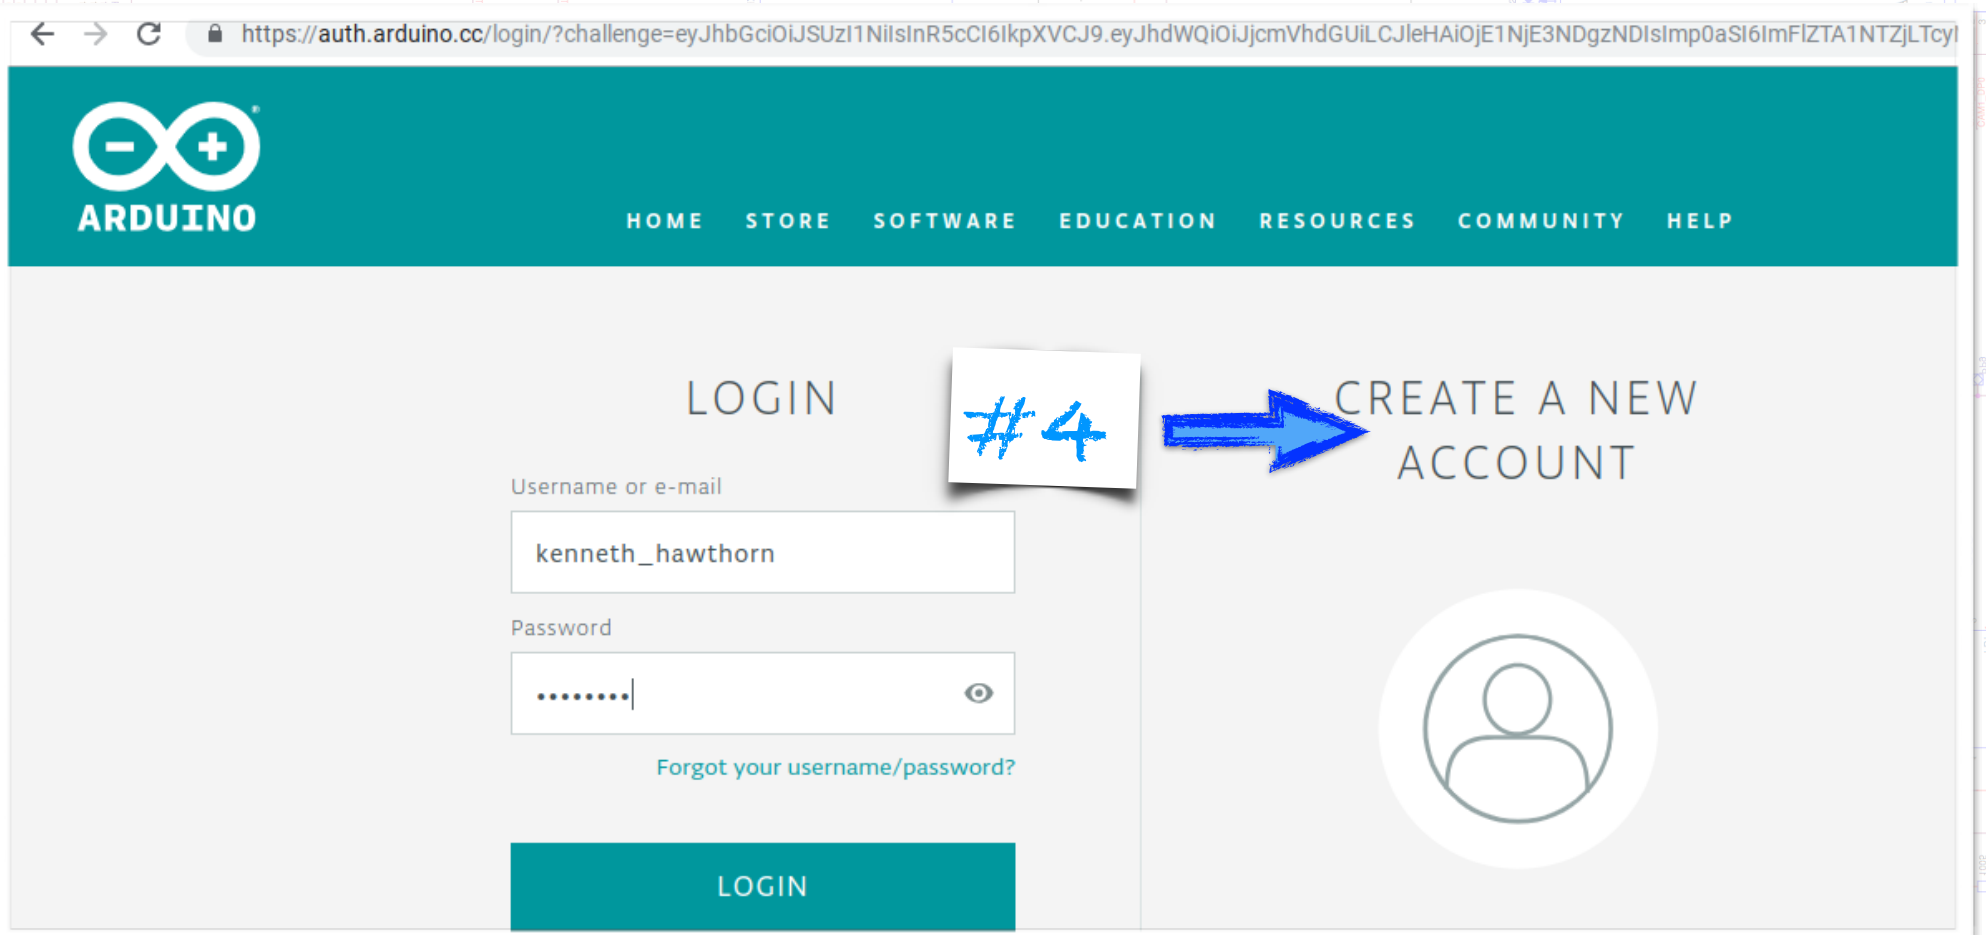 https://auth.arduino.cc/login/?challenge=eyJhbGciOiJSUzI1NiIsInR5cCI6IkpXVCJ9.eyJhdWQiOiJjcmVhdGUiLCJleHAiOjE1NjE3NDgzNDIsImp0aSI6ImFlZTA1NTZjLTcyl
ARDUINO
HOME STORE SOFTWARE EDUCATION RESOURCES COMMUNITY HELP
LOGIN
Username or e-mail
kenneth_hawthorn
Password
••••••••
Forgot your username/password?
LOGIN
#4
CREATE A NEW
ACCOUNT